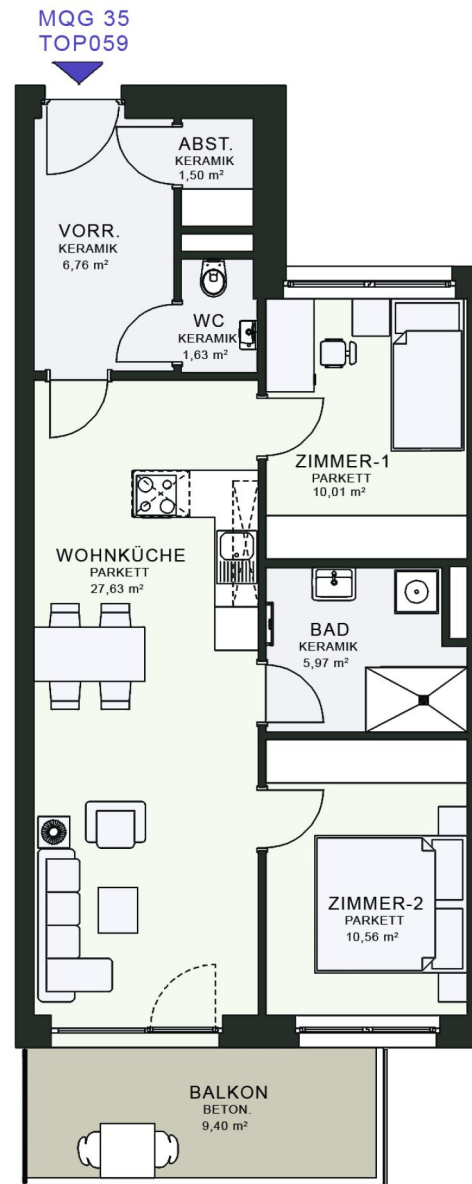 MQG 35
TOP059
ABST.
KERAMIK
1,50 m²
VORR.
KERAMIK
6,76 m²
WC
KERAMIK
1,63 m²
ZIMMER-1
PARKETT
10,01 m²
WOHNKÜCHE
PARKETT
27,63 m²
BAD
KERAMIK
5,97 m²
ZIMMER-2
PARKETT
10,56 m²
BALKON
BETON.
9,40 m²